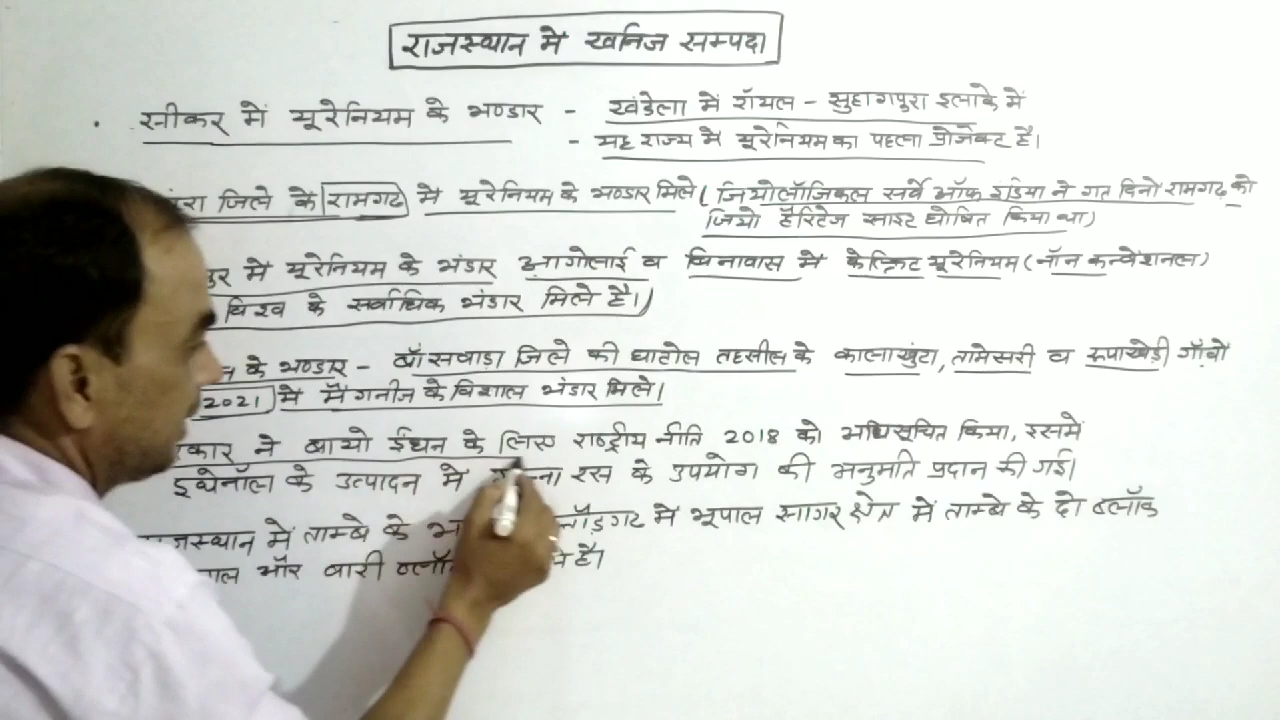 राजस्थान में खनिज सम्पदा
सीकर में यूरेनियम के भण्डार - खंडेला में रॉयल - सुहागपुरा इलाके में
- यह राज्य में यूरेनियम का पहला प्रोजेक्ट है।
जिले के रामगढ में यूरेनियम के भण्डार मिले ( जियोलॉजिकल सर्वे ऑफ इंडिया ने गत दिनो रामगढ़ को
जियो हैरिटेज साइट घोषित किया था)
में यूरेनियम के भंडार आगोलाई व बिनावास में केल्क्रिट यूरेनियम (नॉन कन्वेशनल)
विश्व के सर्वाधिक भंडार मिले है।)
के भण्डार - बाँसवाडा जिले की घाटोल तहसील के कालाखुंटा, तामेसरी व रूपाखेड़ी गाँवो
2021 में मैगनीज के विशाल भंडार मिले।
ने बायो ईंधन के लिए राष्ट्रीय नीति 2018 को अधिसूचित किया, इसमें
इथेनॉल के उत्पादन में रस के उपयोग की अनुमति प्रदान की गई।
में ताम्बे के में भूपाल सागर क्षेत्र में ताम्बे के दो ब्लॉक
और बारी है।